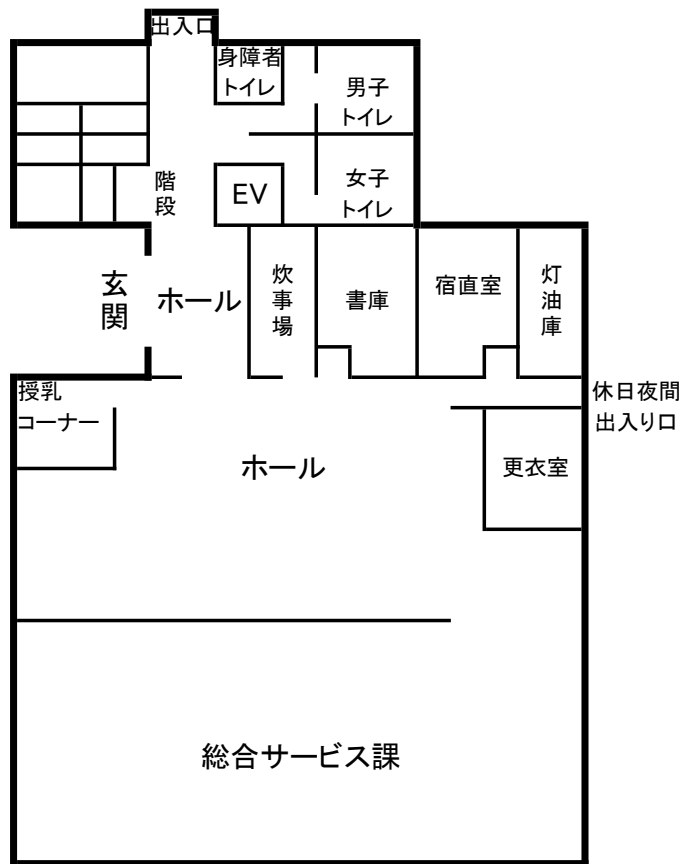 出入口
身障者
トイレ
男子
トイレ
階段
EV
女子
トイレ
玄関
ホール
炊事場
書庫
宿直室
灯油庫
授乳
コーナー
休日夜間
出入り口
ホール
更衣室
総合サービス課